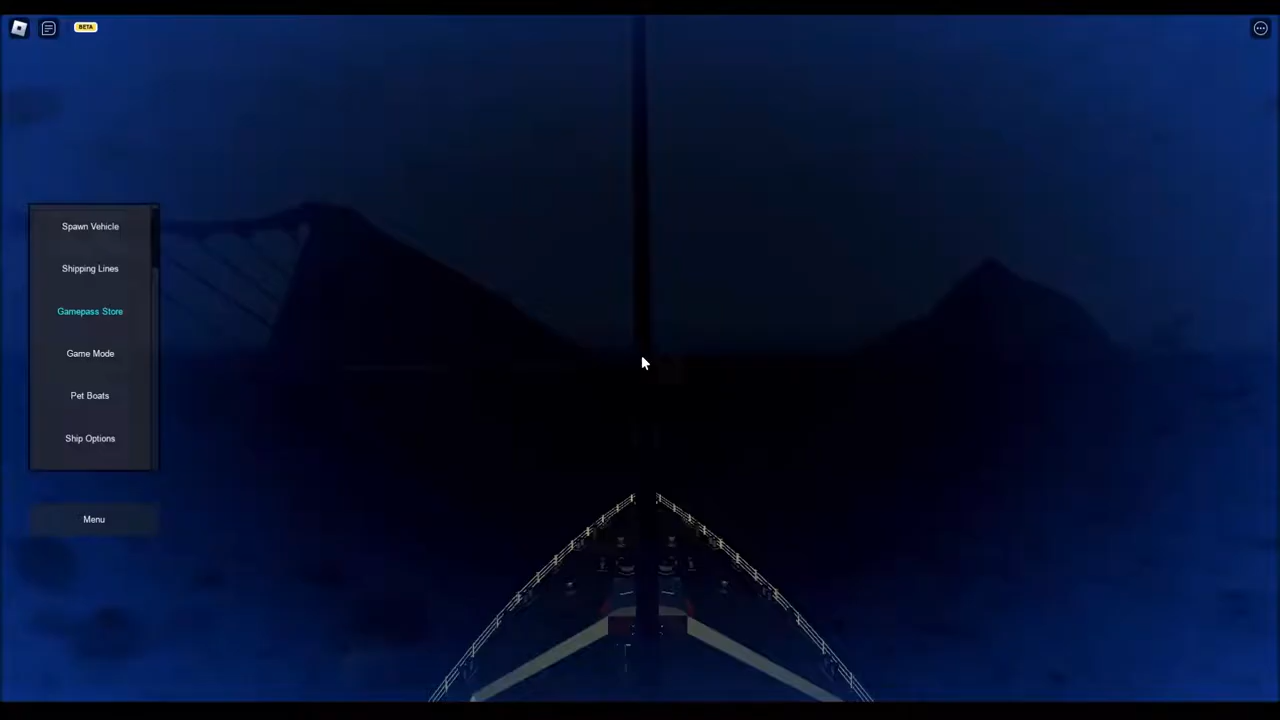 BETA
Spawn Vehicle
Shipping Lines
Gamepass Store
Game Mode
Pet Boats
Ship Options
Menu